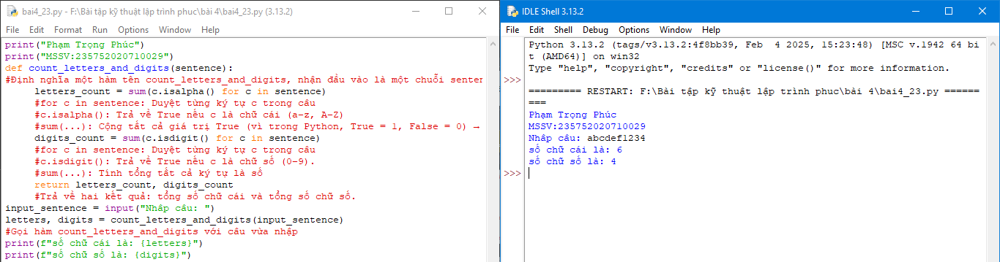 bai4_23.py - F:\Bài tập kỹ thuật lập trình phuc\bài 4\bai4_23.py (3.13.2)
File Edit Format Run Options Window Help
print("Phạm Trọng Phúc")
print("MSSV:235752020710029")
def count_letters_and_digits(sentence):
#Định nghĩa một hàm tên count_letters_and_digits, nhận đầu vào là một chuỗi senten
letters_count = sum(c.isalpha() for c in sentence)
#for c in sentence: Duyệt từng ký tự c trong câu
#c.isalpha(): Trả về True nếu c là chữ cái (a-z, A-Z)
#sum(...): Cộng tất cả giá trị True (vì trong Python, True = 1, False = 0) →
digits_count = sum(c.isdigit() for c in sentence)
#for c in sentence: Duyệt từng ký tự c trong câu
#c.isdigit(): Trả về True nếu c là chữ số (0-9).
#sum(...): Tính tổng tất cả ký tự là số
return letters_count, digits_count
#Trả về hai kết quả: tổng số chữ cái và tổng số chữ số.
input_sentence = input("Nhâp câu: ")
letters, digits = count_letters_and_digits(input_sentence)
#Gọi hàm count_letters_and_digits với câu vừa nhập
print(f"số chữ cái là: {letters}")
print(f"số chữ số là: {digits}")
IDLE Shell 3.13.2
File Edit Shell Debug Options Window Help
Python 3.13.2 (tags/v3.13.2:4f8bb39, Feb 4 2025, 15:23:48) [MSC v.1942 64 bi
t (AMD64)] on win32
Type "help", "copyright", "credits" or "license()" for more information.
>>>
========= RESTART: F:\Bài tập kỹ thuật lập trình phuc\bài 4\bai4_23.py ======
===
Phạm Trọng Phúc
MSSV:235752020710029
Nhâp câu: abcdef1234
số chữ cái là: 6
số chữ số là: 4
>>>